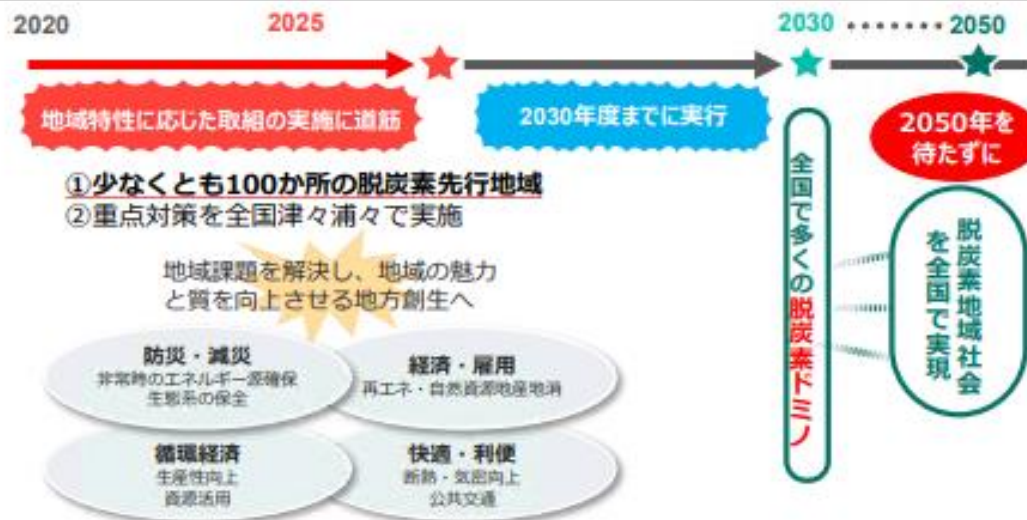 2020
2025
2030 ・・・・・・・ 2050
地域特性に応じた取組の実施に道筋
2030年度までに実行
①少なくとも100か所の脱炭素先行地域
②重点対策を全国津々浦々で実施
地域課題を解決し、地域の魅力
と質を向上させる地方創生へ
防災・減災
非常時のエネルギー源確保
生態系の保全
経済・雇用
再エネ・自然資源地産地消
循環経済
生産性向上
資源活用
快適・利便
断熱・気密向上
公共交通
全国で多くの脱炭素ドミノ
2050年を
待たずに
脱炭素地域社会
を全国で実現